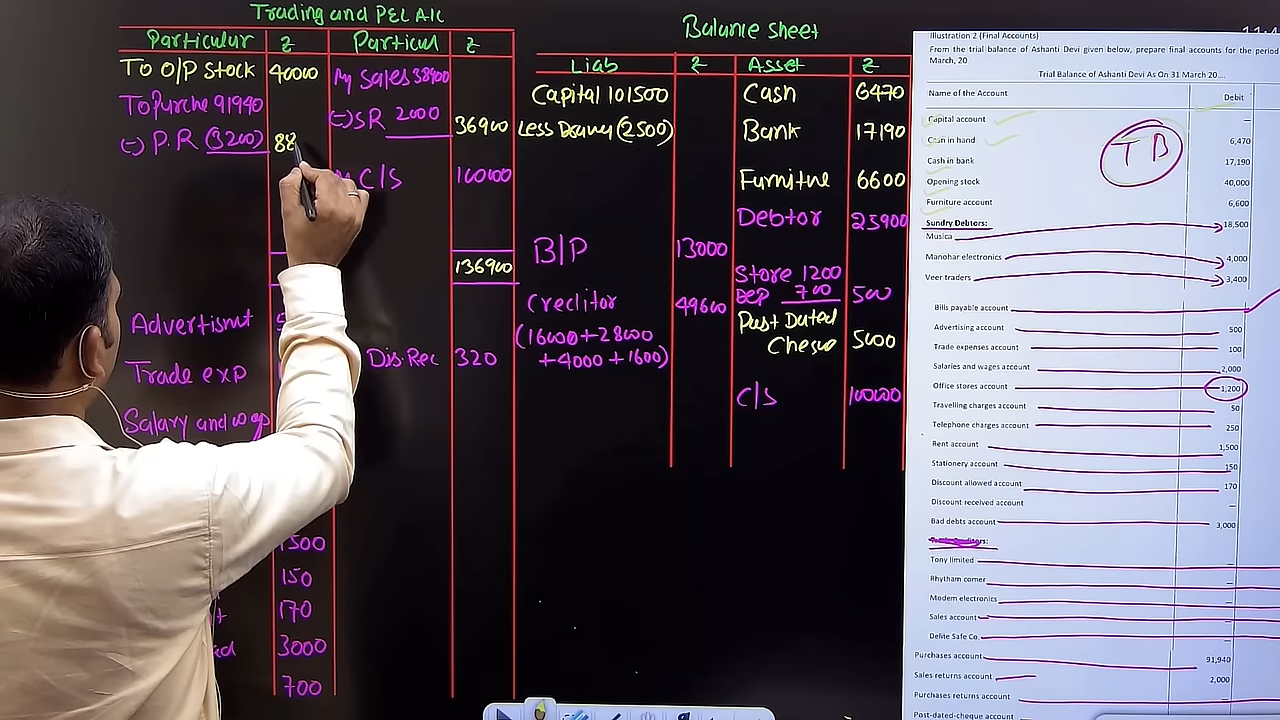 Trading and P&L A/C
Particular ₹ Particul ₹
To O/P Stock 40000
To Purche 91940
(-) P.R (3200) 88
By Sales 38900
(-) SR 2000 36900
C/S 100000
136900
Advertismt
Trade exp
Salary and wags
Dis. Rec 320
1500
150
170
3000
700
Balance sheet
Liab ₹ Asset ₹
Capital 101500
Less Drawg (2500)
B/P 13000
Creditor 49600
(16000+28000
+4000+1600)
Cash 6470
Bank 17190
Furnitue 6600
Debtor 25900
Store 1200
Dep 700 500
Post Dated
Cheque 5000
C/S 100000
11:4
Illustration 2 (Final Accounts)
From the trial balance of Ashanti Devi given below, prepare final accounts for the period
March, 20
Trial Balance of Ashanti Devi As On 31 March 20....
Name of the Account Debit
TB
Capital account –
Cash in hand 6,470
Cash in bank 17,190
Opening stock 40,000
Furniture account 6,600
Sundry Debtors:
Musica 18,500
Manohar electronics 4,000
Veer traders 3,400
Bills payable account
Advertising account 500
Trade expenses account 100
Salaries and wages account 2,000
Office stores account 1,200
Travelling charges account 50
Telephone charges account 250
Rent account 1,500
Stationery account 150
Discount allowed account 170
Discount received account –
Bad debts account 3,000
Tony limited –
Rhytham corner –
Modern electronics –
Sales account –
Delite Safe Co. –
Purchases account 91,940
Sales returns account 2,000
Purchases returns account
Post-dated-cheque account